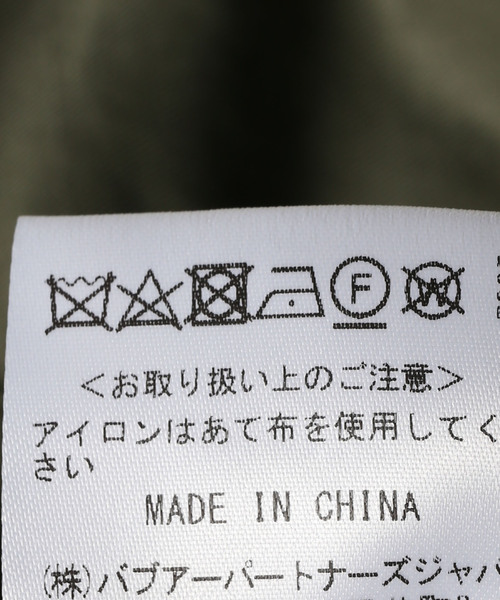 F W
<お取り扱い上のご注意>
アイロンはあて布を使用してく
さい
MADE IN CHINA
(株)バブアーパートナーズジャパ